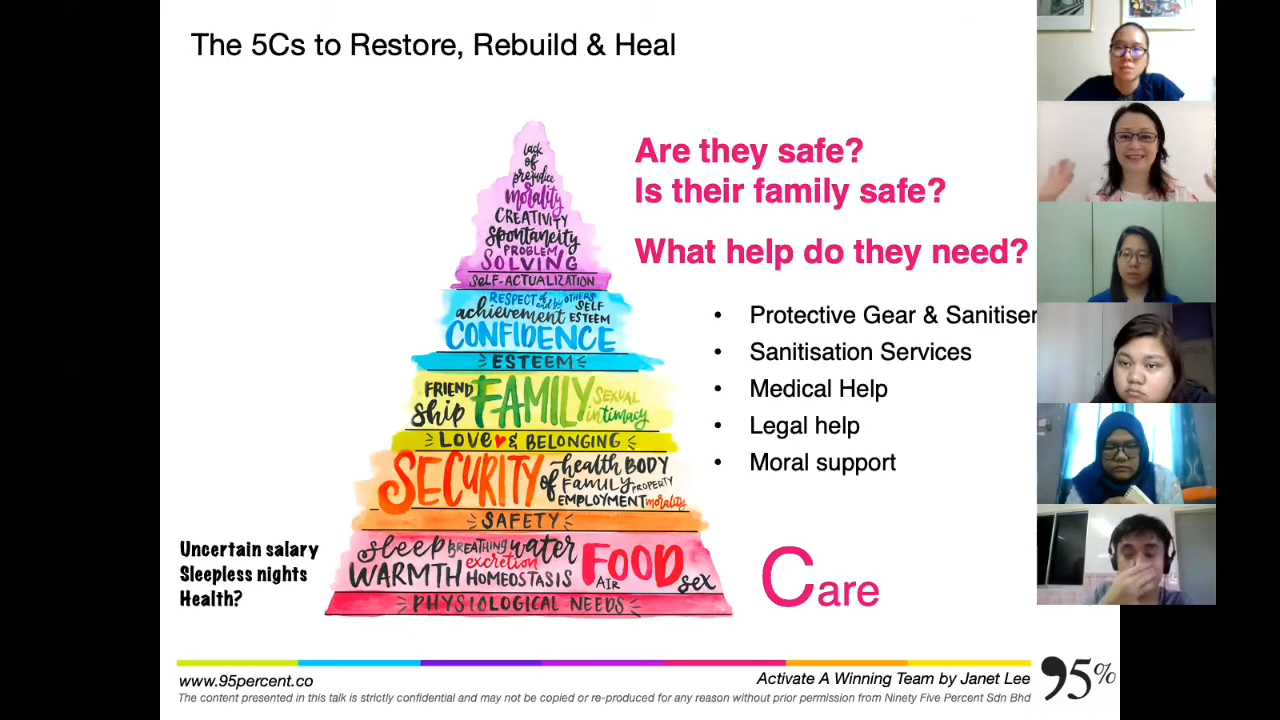 The 5Cs to Restore, Rebuild & Heal
Are they safe?
Is their family safe?
What help do they need?
• Protective Gear & Sanitiser
• Sanitisation Services
• Medical Help
• Legal help
• Moral support
lack
of
prejudice
morality
CREATIVITY
spontaneity
PROBLEM
SOLVING
SELF-ACTUALIZATION
RESPECT of and by OTHERS
achievement SELF ESTEEM
CONFIDENCE
ESTEEM
FRIEND ship FAMILY SEXUAL intimacy
LOVE & BELONGING
SECURITY of health BODY
FAMILY PROPERTY
EMPLOYMENT morality
SAFETY
sleep BREATHING water FOOD
excretion
WARMTH HOMEOSTASIS AIR sex
PHYSIOLOGICAL NEEDS
Uncertain salary
Sleepless nights
Health?
Care
www.95percent.co
Activate A Winning Team by Janet Lee
The content presented in this talk is strictly confidential and may not be copied or re-produced for any reason without prior permission from Ninety Five Percent Sdn Bhd
95%